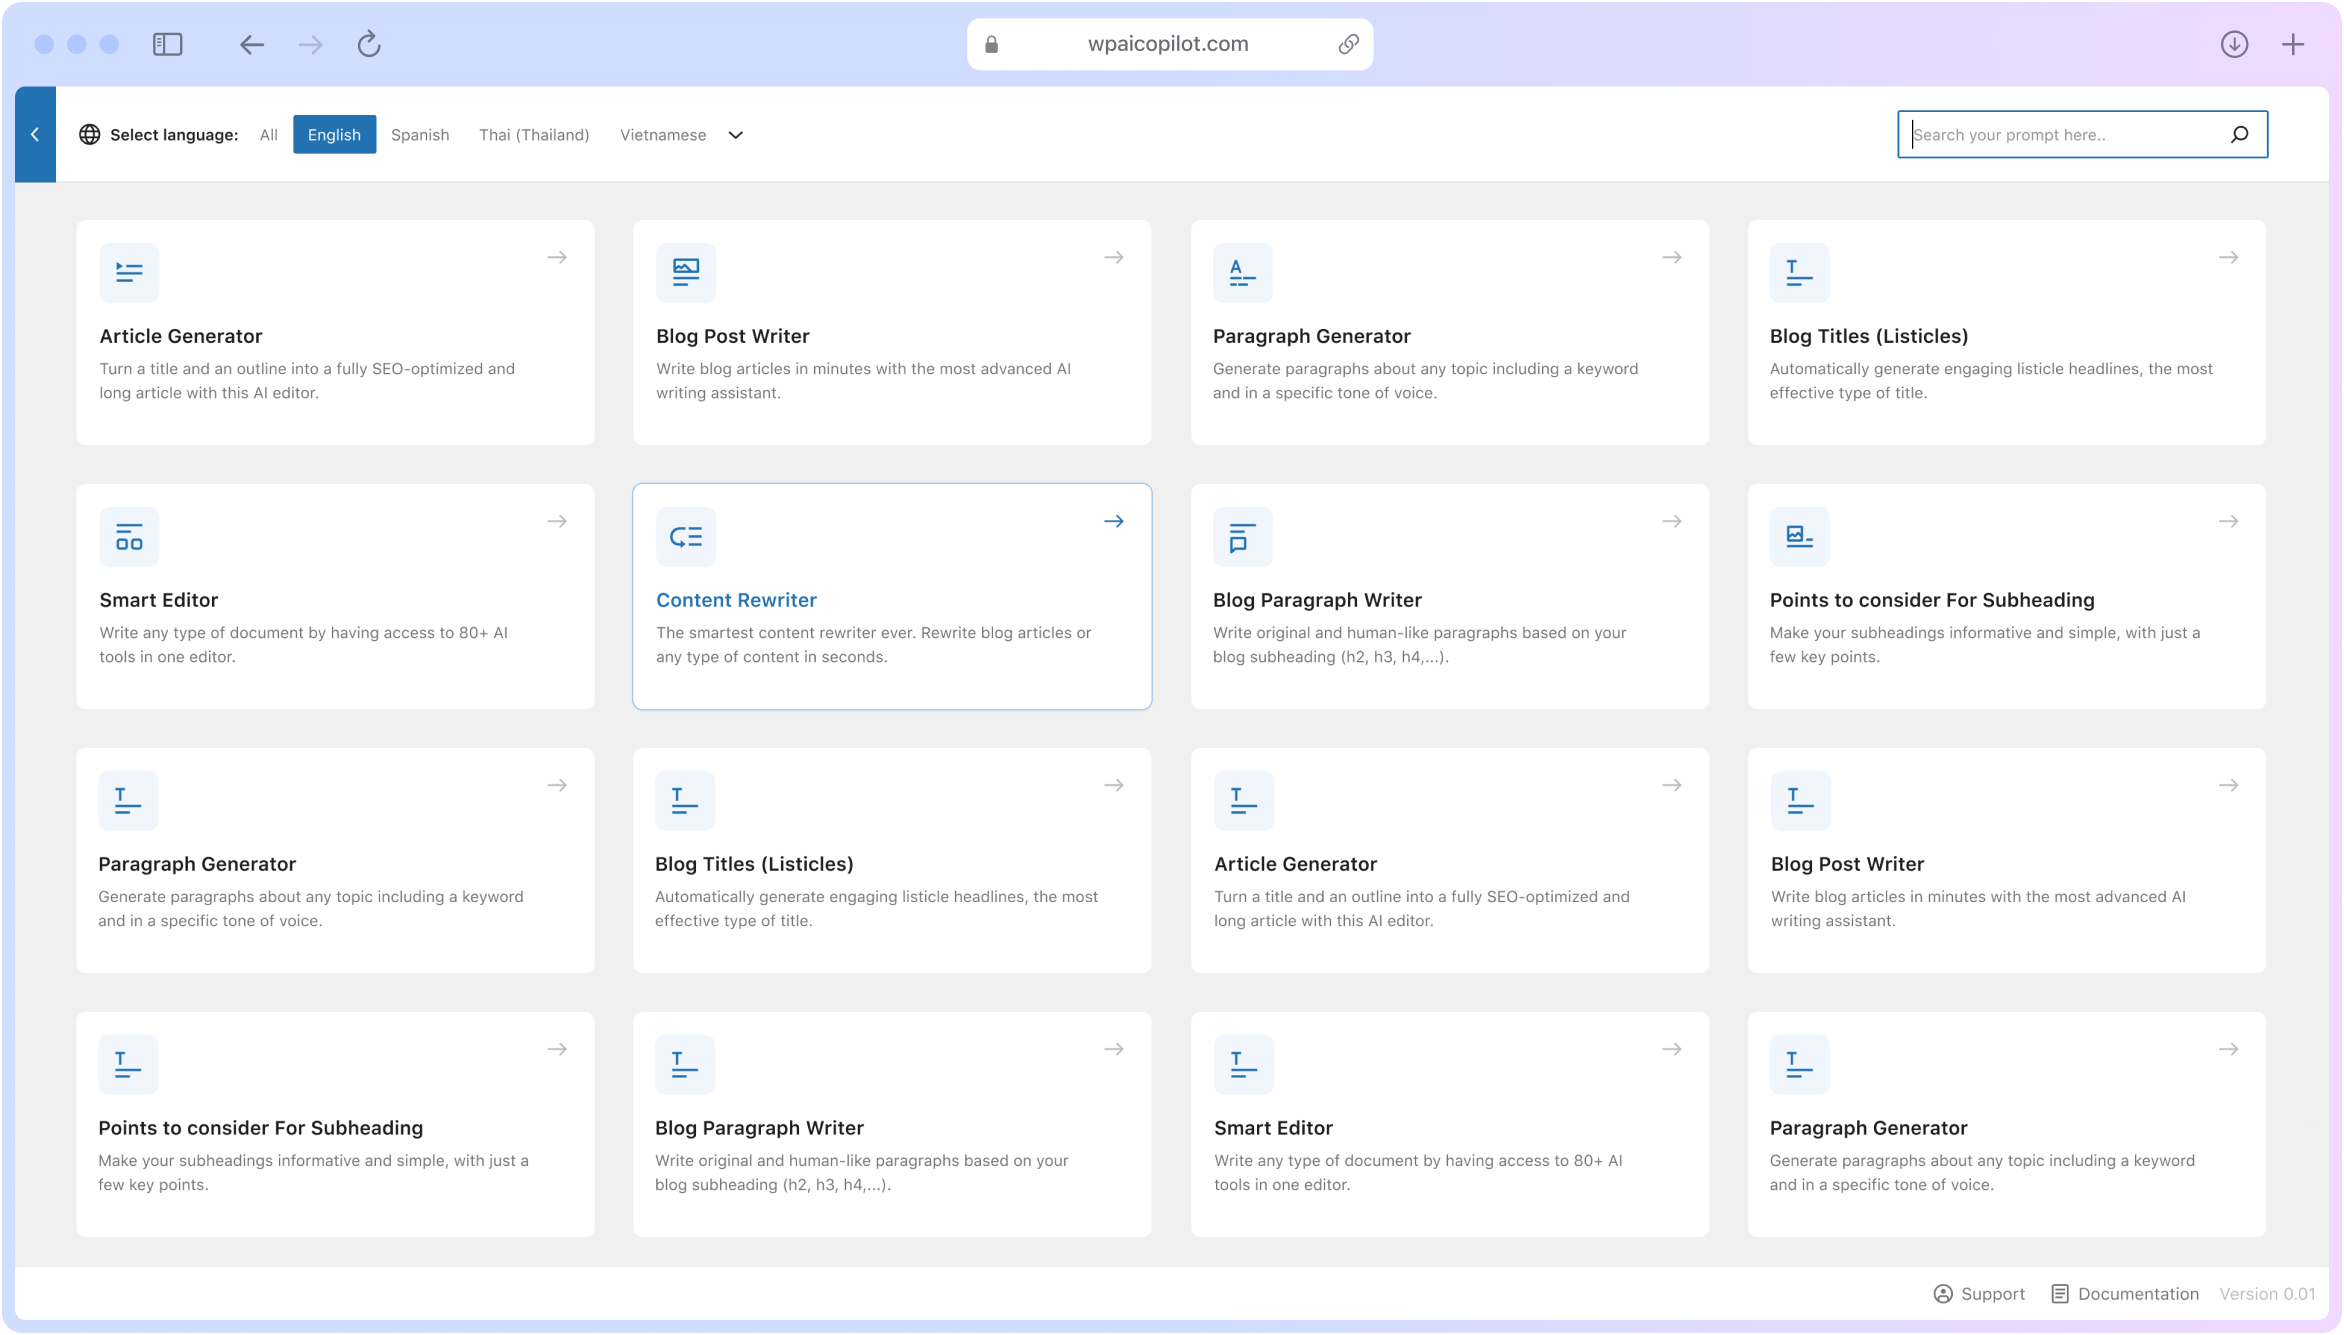 wpaicopilot.com
Select language: All English Spanish Thai (Thailand) Vietnamese
Search your prompt here..
Article Generator
Turn a title and an outline into a fully SEO-optimized and
long article with this AI editor.
Blog Post Writer
Write blog articles in minutes with the most advanced AI
writing assistant.
Paragraph Generator
Generate paragraphs about any topic including a keyword
and in a specific tone of voice.
Blog Titles (Listicles)
Automatically generate engaging listicle headlines, the most
effective type of title.
Smart Editor
Write any type of document by having access to 80+ AI
tools in one editor.
Content Rewriter
The smartest content rewriter ever. Rewrite blog articles or
any type of content in seconds.
Blog Paragraph Writer
Write original and human-like paragraphs based on your
blog subheading (h2, h3, h4,...).
Points to consider For Subheading
Make your subheadings informative and simple, with just a
few key points.
Paragraph Generator
Generate paragraphs about any topic including a keyword
and in a specific tone of voice.
Blog Titles (Listicles)
Automatically generate engaging listicle headlines, the most
effective type of title.
Article Generator
Turn a title and an outline into a fully SEO-optimized and
long article with this AI editor.
Blog Post Writer
Write blog articles in minutes with the most advanced AI
writing assistant.
Points to consider For Subheading
Make your subheadings informative and simple, with just a
few key points.
Blog Paragraph Writer
Write original and human-like paragraphs based on your
blog subheading (h2, h3, h4,...).
Smart Editor
Write any type of document by having access to 80+ AI
tools in one editor.
Paragraph Generator
Generate paragraphs about any topic including a keyword
and in a specific tone of voice.
Support Documentation Version 0.01